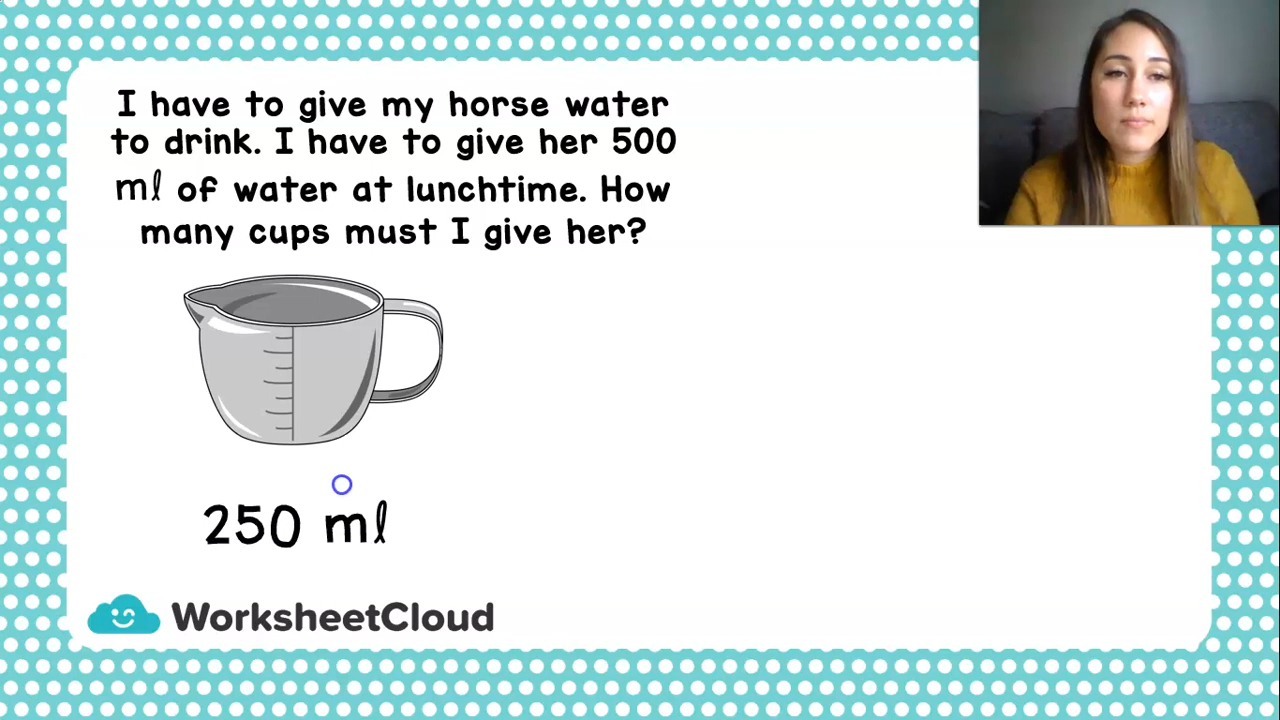 I have to give my horse water
to drink. I have to give her 500
ml of water at lunchtime. How
many cups must I give her?
250 ml
WorksheetCloud